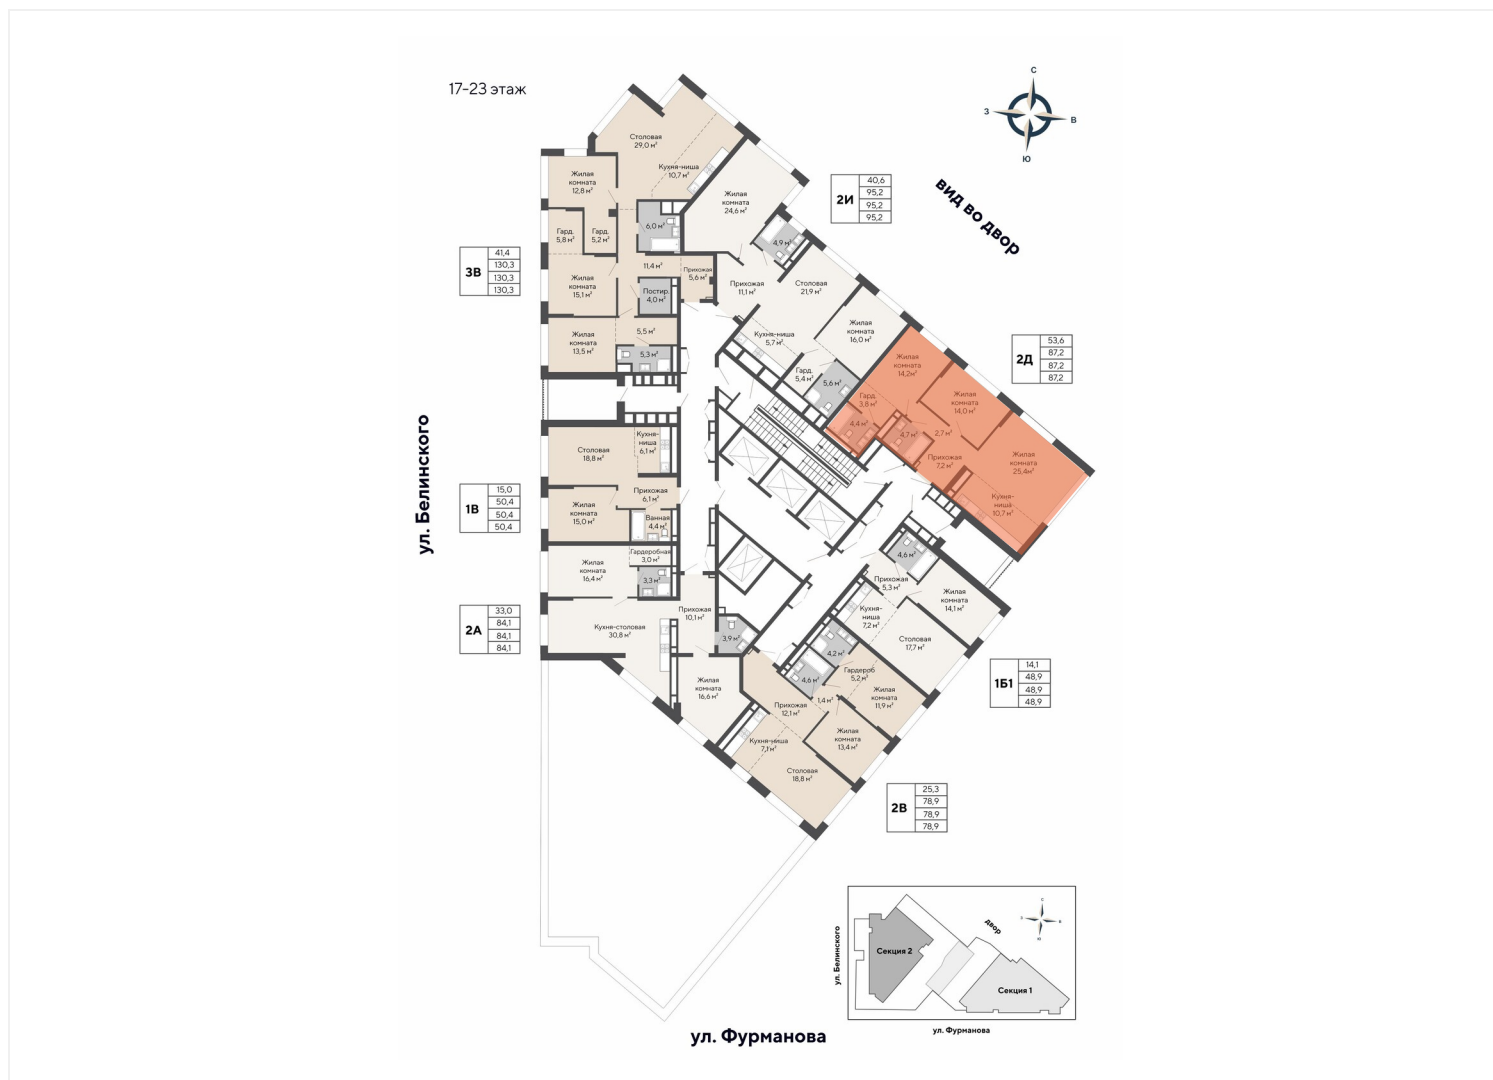 17-23 этаж
С
З
В
Ю
вид во двор
ул. Белинского
ул. Фурманова
3В
41,4
130,3
130,3
130,3
Столовая
29,0 м²
Кухня-ниша
10,7 м²
Жилая
комната
12,8 м²
Гард.
5,8 м²
Гард.
5,2 м²
6,0 м²
11,4 м²
Прихожая
5,6 м²
Жилая
комната
15,1 м²
Постир.
4,0 м²
Жилая
комната
13,5 м²
5,5 м²
5,3 м²
2И
40,6
95,2
95,2
95,2
Жилая
комната
24,6 м²
4,9 м²
Прихожая
11,1 м²
Столовая
21,9 м²
Кухня-ниша
5,7 м²
Жилая
комната
16,0 м²
Гард.
5,4 м²
5,6 м²
2Д
53,6
87,2
87,2
87,2
Жилая
комната
14,2м²
Гард.
3,8 м²
4,4 м²
Жилая
комната
14,0м²
4,7 м²
2,7 м²
Прихожая
7,2 м²
Жилая
комната
25,4м²
Кухня-
ниша
10,7 м²
1В
15,0
50,4
50,4
50,4
Столовая
18,8 м²
Кухня-
ниша
6,1 м²
Прихожая
6,1 м²
Жилая
комната
15,0 м²
Ванная
4,4 м²
2А
33,0
84,1
84,1
84,1
Жилая
комната
16,4 м²
Гардеробная
3,0 м²
3,3 м²
Кухня-столовая
30,8 м²
Прихожая
10,1 м²
3,9 м²
Жилая
комната
16,6 м²
1Б1
14,1
48,9
48,9
48,9
4,6 м²
Прихожая
5,3 м²
Жилая
комната
14,1 м²
Кухня-
ниша
7,2 м²
Столовая
17,7 м²
2В
25,3
78,9
78,9
78,9
4,2 м²
4,6 м²
Гардероб
5,2 м²
1,4 м²
Жилая
комната
11,9 м²
Прихожая
12,1 м²
Жилая
комната
13,4 м²
Кухня-ниша
7,1 м²
Столовая
18,8 м²
ул. Белинского
Секция 2
двор
Секция 1
ул. Фурманова